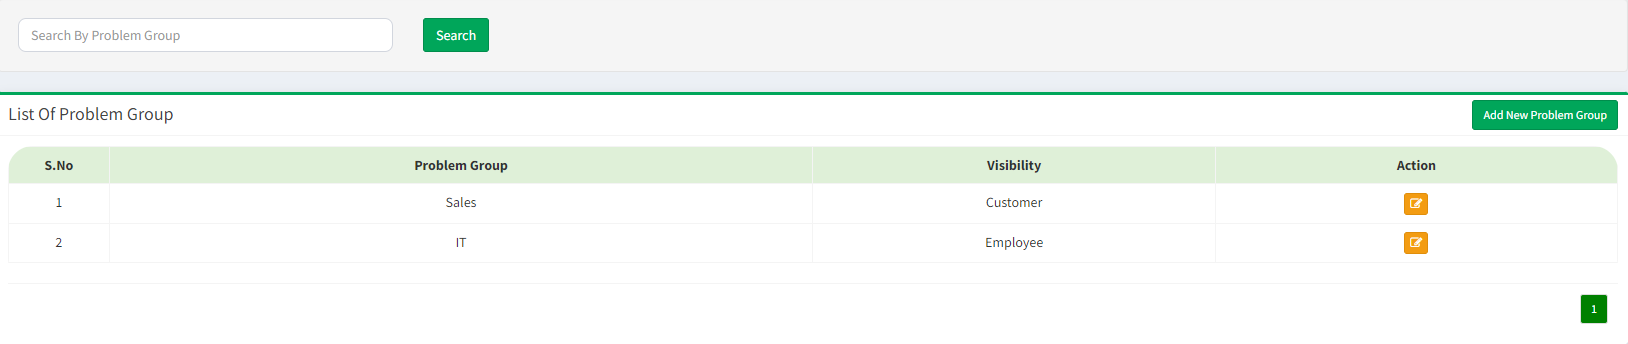 Search By Problem Group
Search
List Of Problem Group
Add New Problem Group
S.No Problem Group Visibility Action
1 Sales Customer
2 IT Employee
1